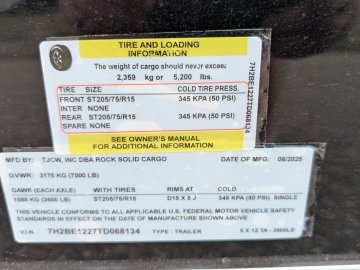 TIRE AND LOADING
INFORMATION
The weight of cargo should never exceed
2,359 kg or 5,200 lbs.
TIRE SIZE COLD TIRE PRESS.
FRONT ST205/75/R15 345 KPA (50 PSI)
INTER NONE
REAR ST205/75/R15 345 KPA (50 PSI)
SPARE NONE
SEE OWNER'S MANUAL
FOR ADDITIONAL INFORMATION
7H2BE1227TD068134
MFD BY: TJCW, INC DBA ROCK SOLID CARGO DATE OF MFD: 06/2025
GVWR: 3175 KG (7000 LB)
GAWR (EACH AXLE) WITH TIRES RIMS AT COLD
1588 KG (3500 LB) ST205/75/R15 D15 X 5 J 345 KPA (50 PSI) SINGLE
THIS VEHICLE CONFORMS TO ALL APPLICABLE U.S. FEDERAL MOTOR VEHICLE SAFETY
STANDARDS IN EFFECT ON THE DATE OF MANUFACTURE SHOWN ABOVE.
V.I.N. 7H2BE1227TD068134 TYPE : TRAILER 6 X 12 TA -